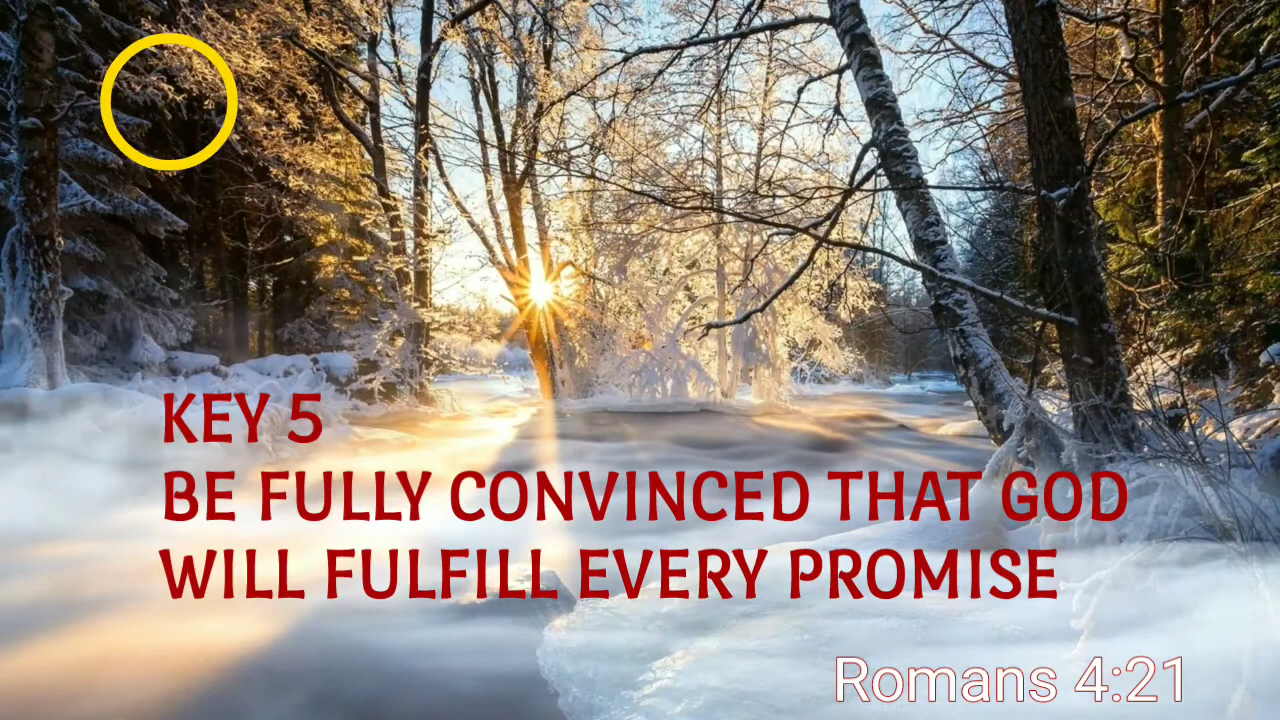 KEY 5
BE FULLY CONVINCED THAT GOD
WILL FULFILL EVERY PROMISE
Romans 4:21